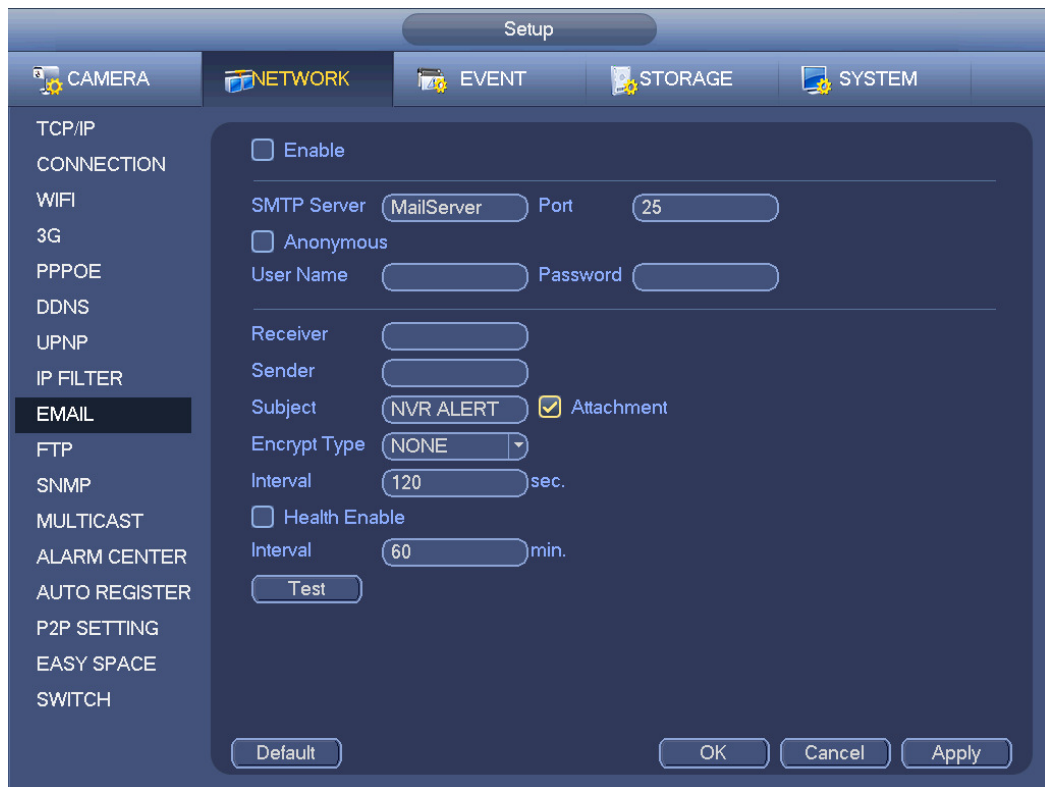 Setup
CAMERA NETWORK EVENT STORAGE SYSTEM
TCP/IP
CONNECTION
WIFI
3G
PPPOE
DDNS
UPNP
IP FILTER
EMAIL
FTP
SNMP
MULTICAST
ALARM CENTER
AUTO REGISTER
P2P SETTING
EASY SPACE
SWITCH
Enable
SMTP Server MailServer Port 25
Anonymous
User Name Password
Receiver
Sender
Subject NVR ALERT Attachment
Encrypt Type NONE
Interval 120 sec.
Health Enable
Interval 60 min.
Test
Default OK Cancel Apply